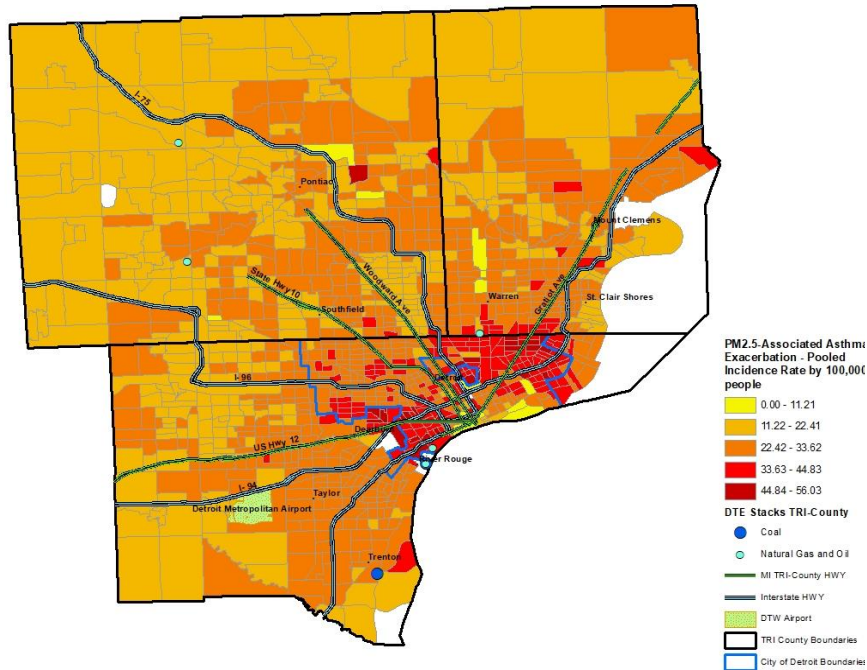 I-75
Pontiac
Mount Clemens
Woodward Ave
Gratiot Ave
State Hwy 10
Warren
St. Clair Shores
Southfield
I-96
Detroit
Dearborn
US Hwy 12
River Rouge
I-94
Taylor
Detroit Metropolitan Airport
Trenton
PM2.5-Associated Asthma
Exacerbation - Pooled
Incidence Rate by 100,000
people
0.00 - 11.21
11.22 - 22.41
22.42 - 33.62
33.63 - 44.83
44.84 - 56.03
DTE Stacks TRI-County
Coal
Natural Gas and Oil
MI TRI-County HWY
Interstate HWY
DTW Airport
TRI County Boundaries
City of Detroit Boundaries